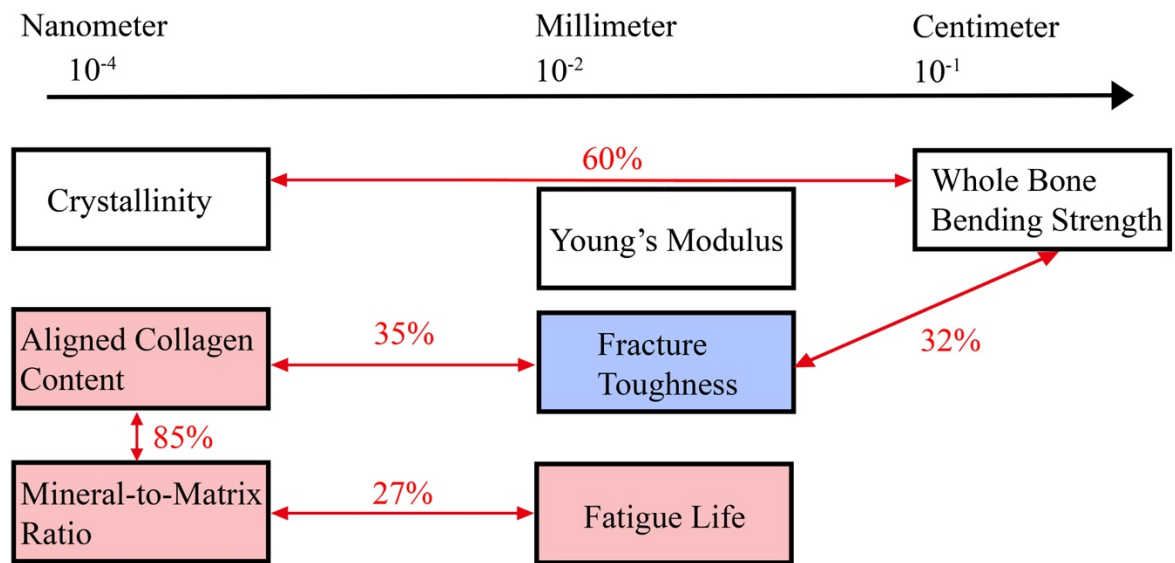 Nanometer
Millimeter
Centimeter
10⁻⁴
10⁻²
10⁻¹
60%
Crystallinity
Whole Bone
Bending Strength
Young’s Modulus
Aligned Collagen
Content
35%
Fracture
Toughness
32%
85%
Mineral-to-Matrix
Ratio
27%
Fatigue Life